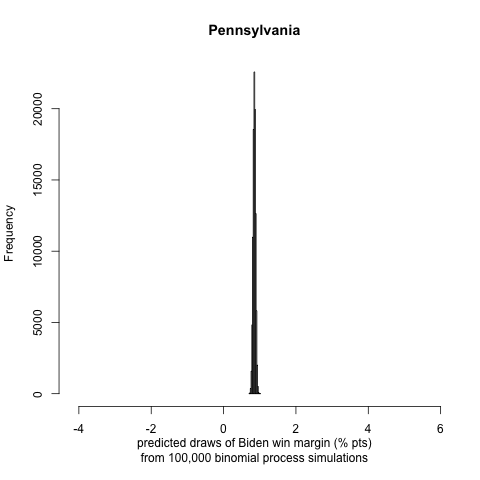 Pennsylvania
Frequency
20000
15000
10000
5000
0
-4 -2 0 2 4 6
predicted draws of Biden win margin (% pts)
from 100,000 binomial process simulations